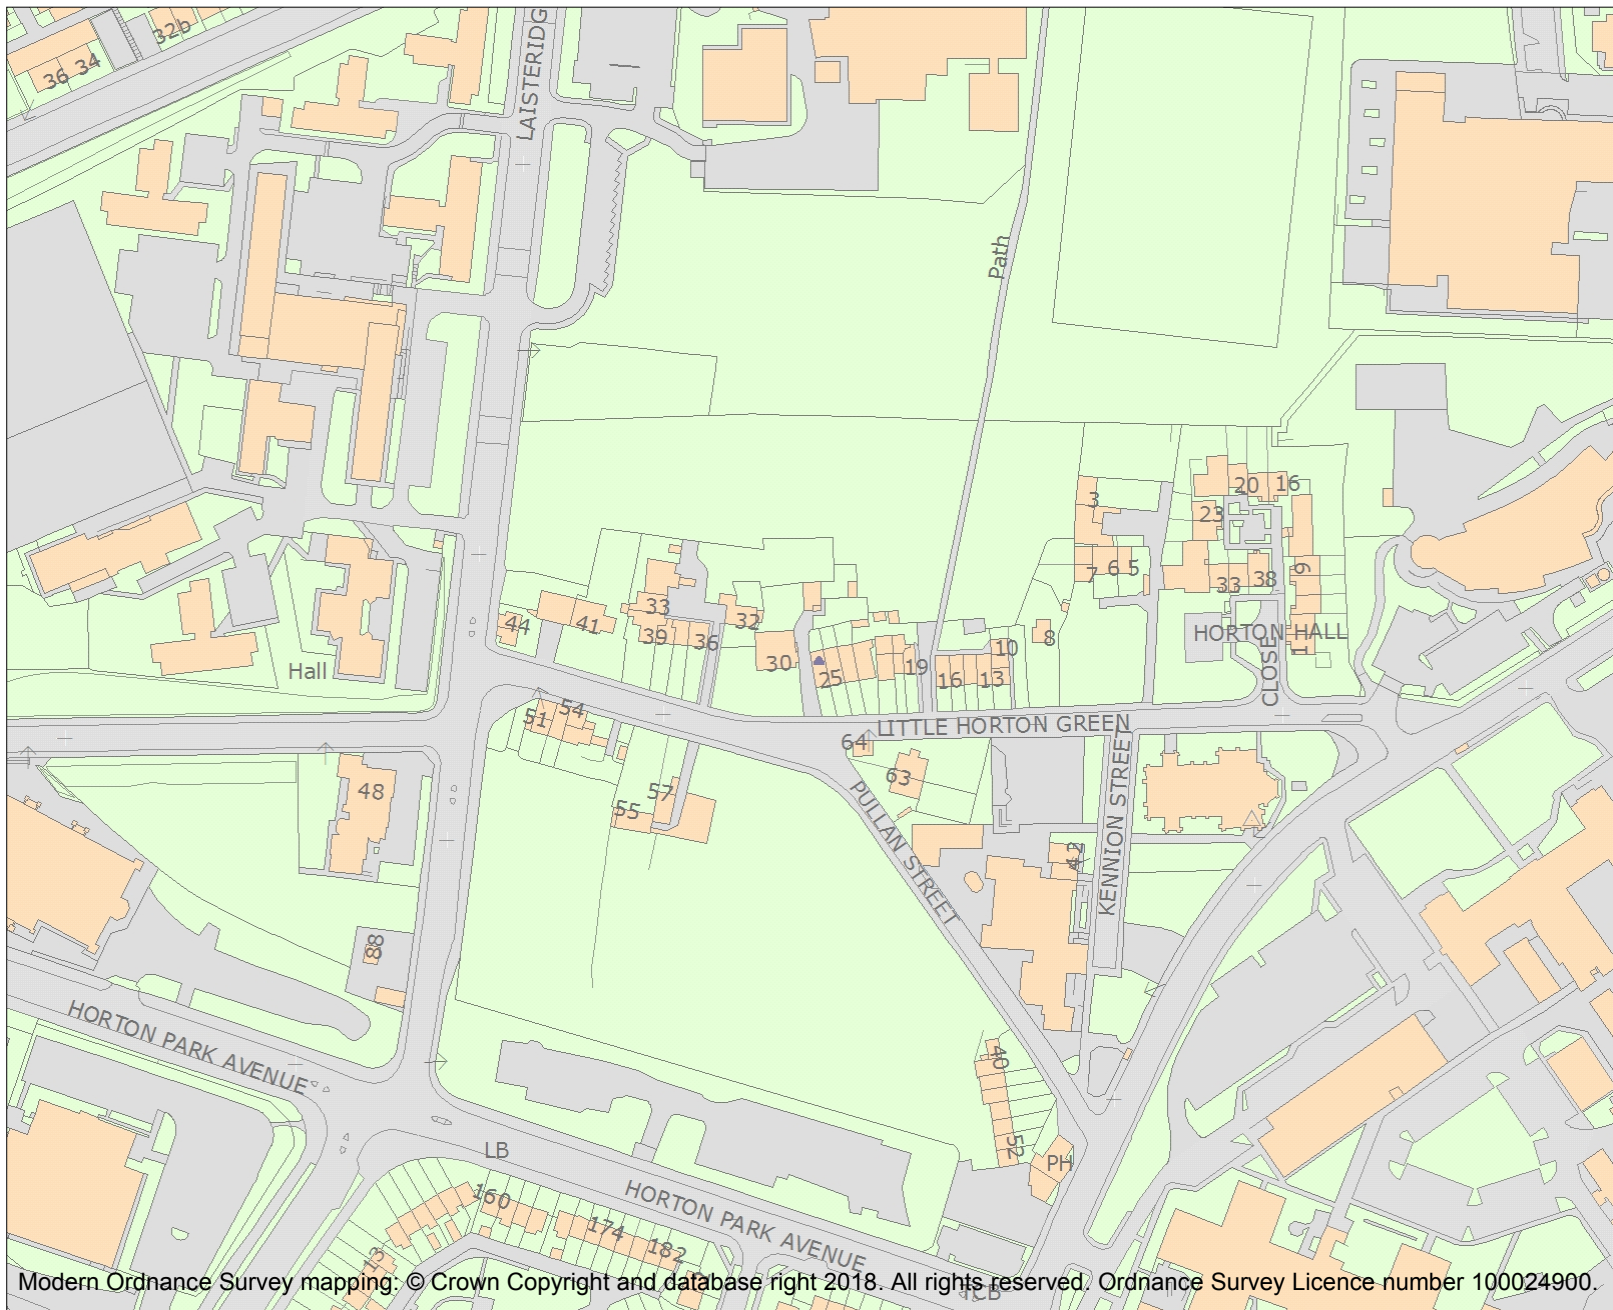 32b
36 34
LAISTERIDG
Path
3
20 16
23
7 6 5
9
33 38
44
41
33
39 36
32
30
25
19
16 13
10
8
HORTON HALL
CLOSE
1
Hall
51 54
LITTLE HORTON GREEN
64
63
48
55 57
PULLAN STREET
KENNION STREET
42
88
HORTON PARK AVENUE
40
52
PH
LB
160
HORTON PARK AVENUE
174
182
13
TCB
Modern Ordnance Survey mapping: © Crown Copyright and database right 2018. All rights reserved. Ordnance Survey Licence number 100024900.